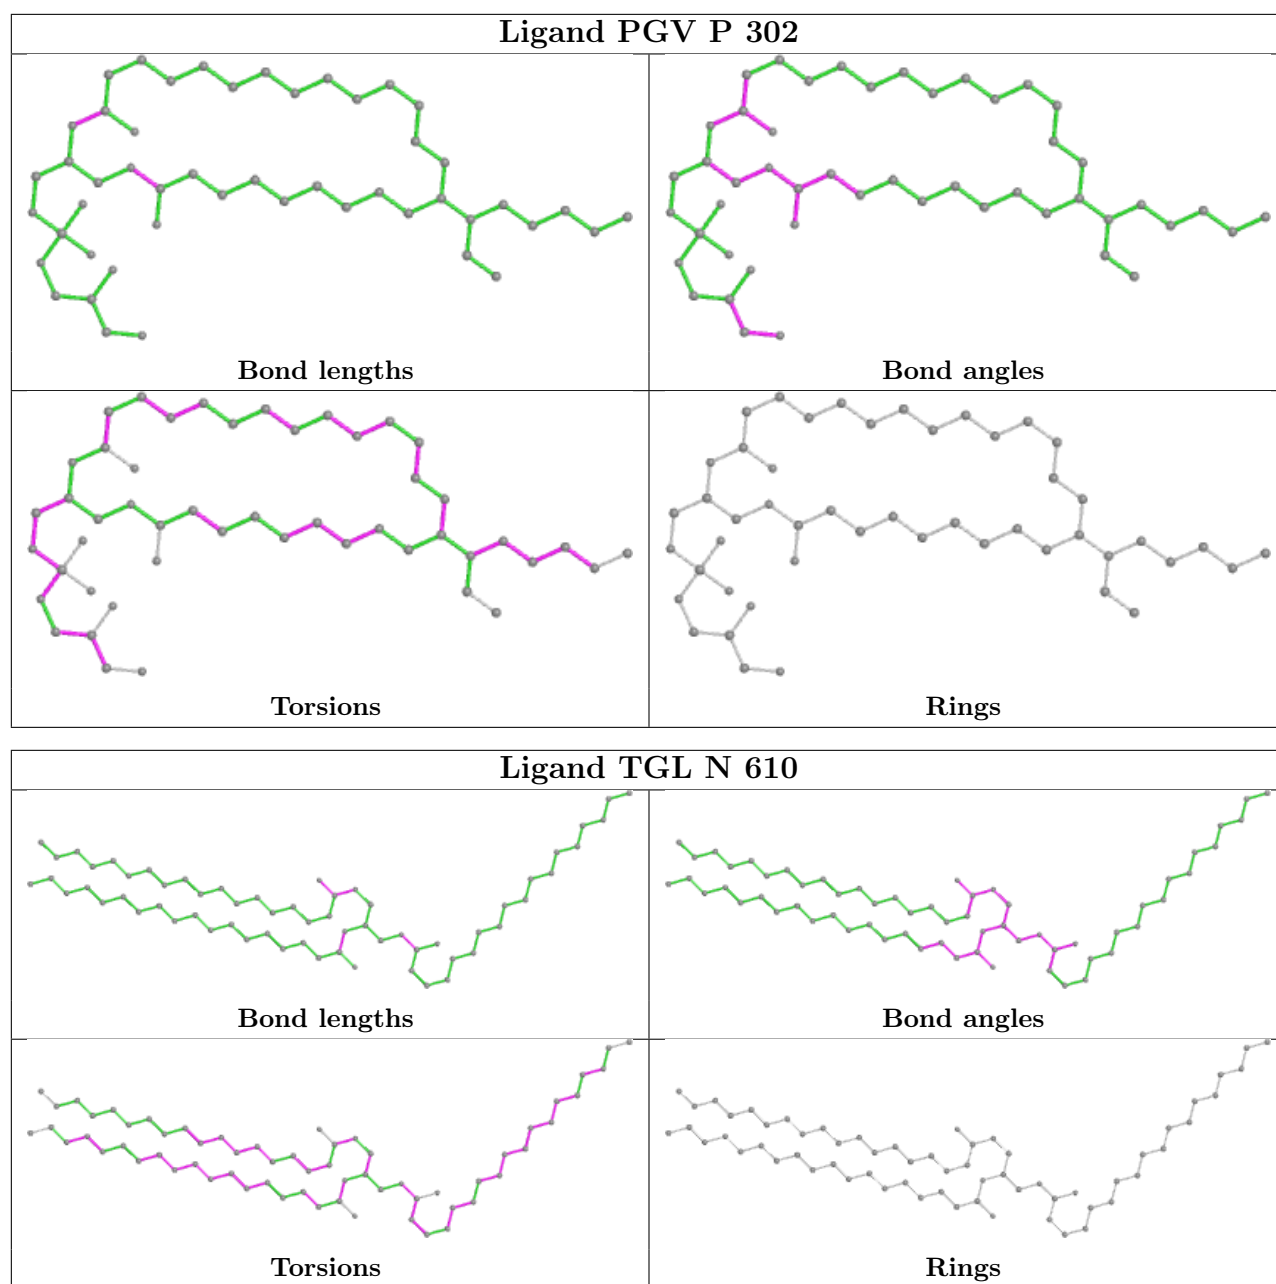 Ligand PGV P 302
Bond lengths
Bond angles
Torsions
Rings
Ligand TGL N 610
Bond lengths
Bond angles
Torsions
Rings